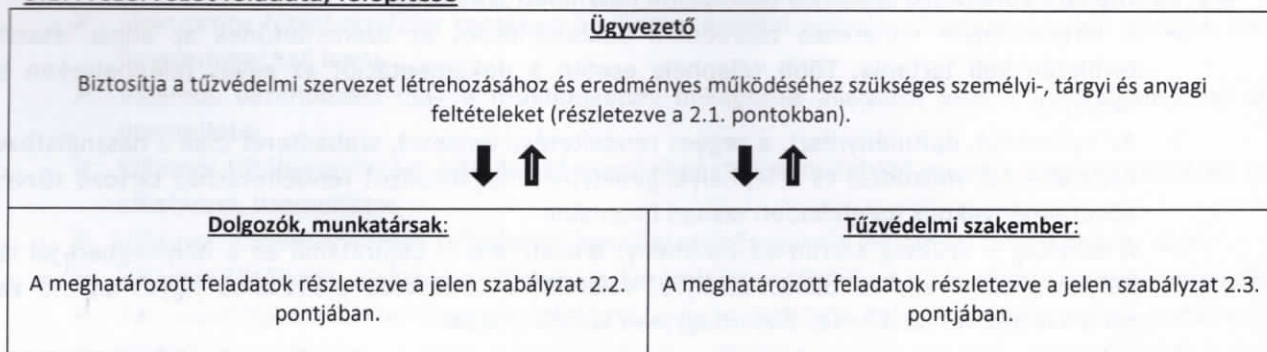 Ügyvezető
Biztosítja a tűzvédelmi szervezet létrehozásához és eredményes működéséhez szükséges személyi-, tárgyi és anyagi
feltételeket (részletezve a 2.1. pontokban).
Dolgozók, munkatársak:
A meghatározott feladatok részletezve a jelen szabályzat 2.2.
pontjában.
Tűzvédelmi szakember:
A meghatározott feladatok részletezve a jelen szabályzat 2.3.
pontjában.